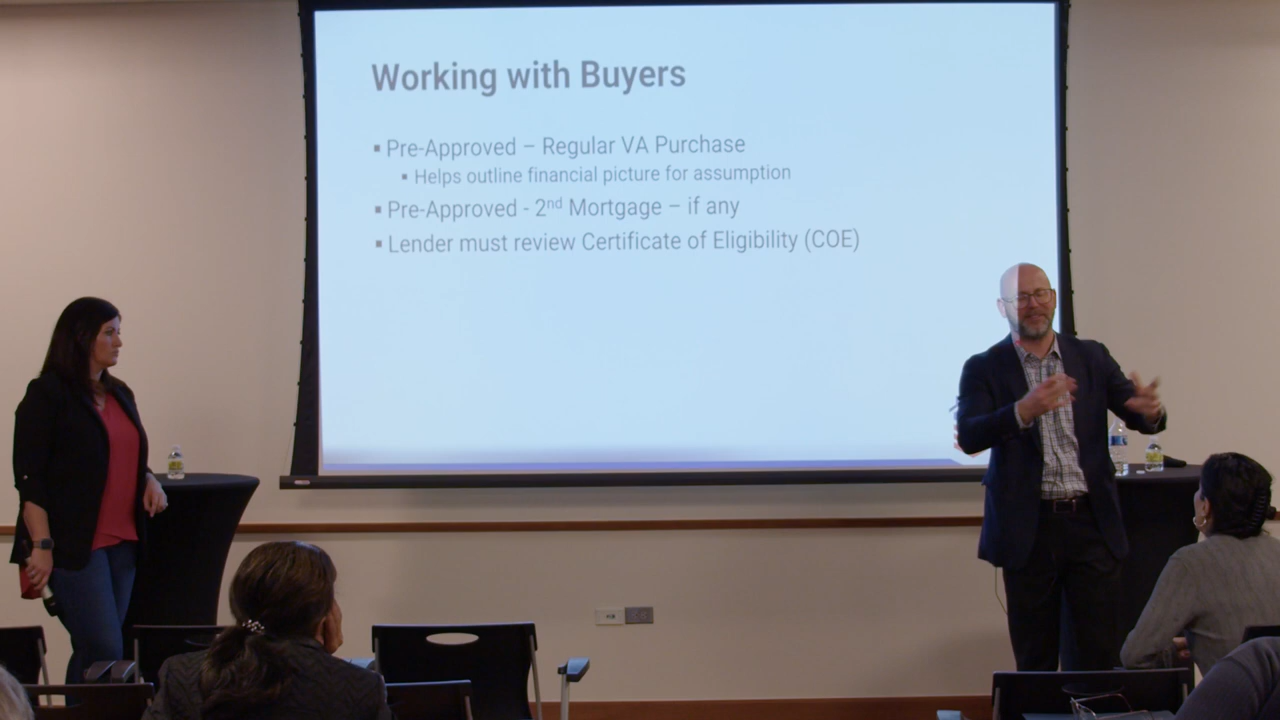 Working with Buyers
▪ Pre-Approved – Regular VA Purchase
▪ Helps outline financial picture for assumption
▪ Pre-Approved - 2nd Mortgage – if any
▪ Lender must review Certificate of Eligibility (COE)